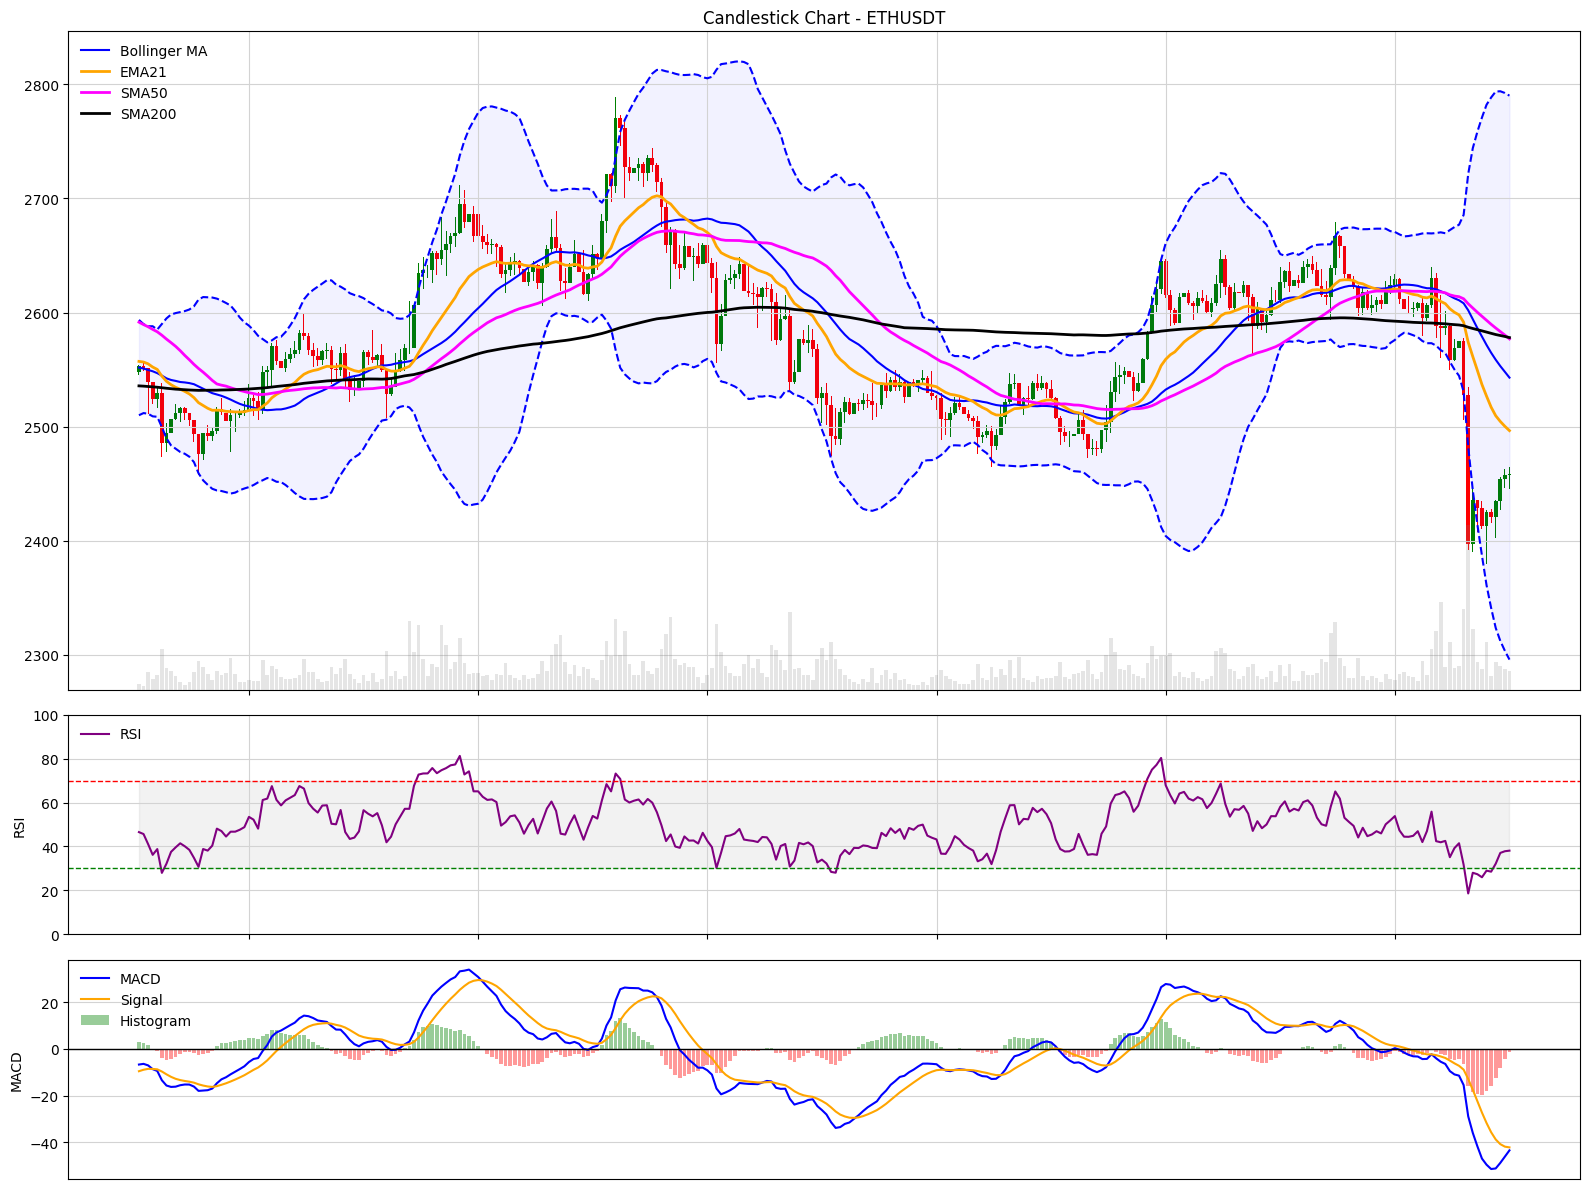 Candlestick Chart - ETHUSDT
Bollinger MA
EMA21
SMA50
SMA200
2800
2700
2600
2500
2400
2300
100
80
60
40
20
0
RSI
RSI
MACD
Signal
Histogram
20
0
−20
−40
MACD